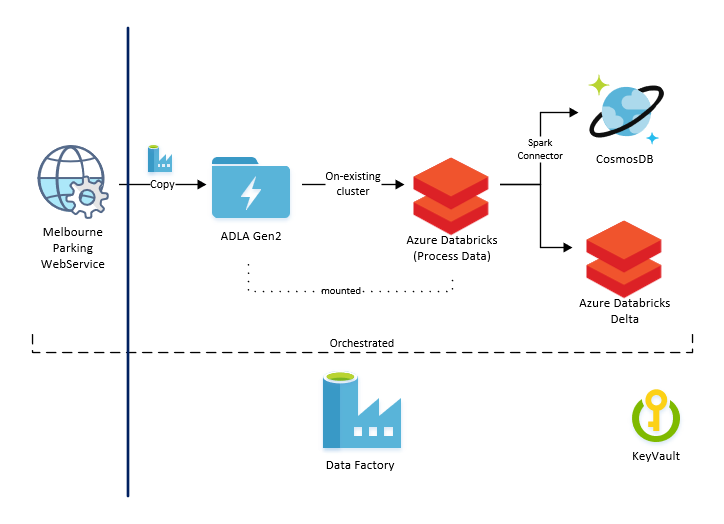 Spark
Connector
CosmosDB
Copy
On-existing
cluster
Melbourne
Parking
WebService
ADLA Gen2
Azure Databricks
(Process Data)
mounted
Azure Databricks
Delta
Orchestrated
Data Factory
KeyVault